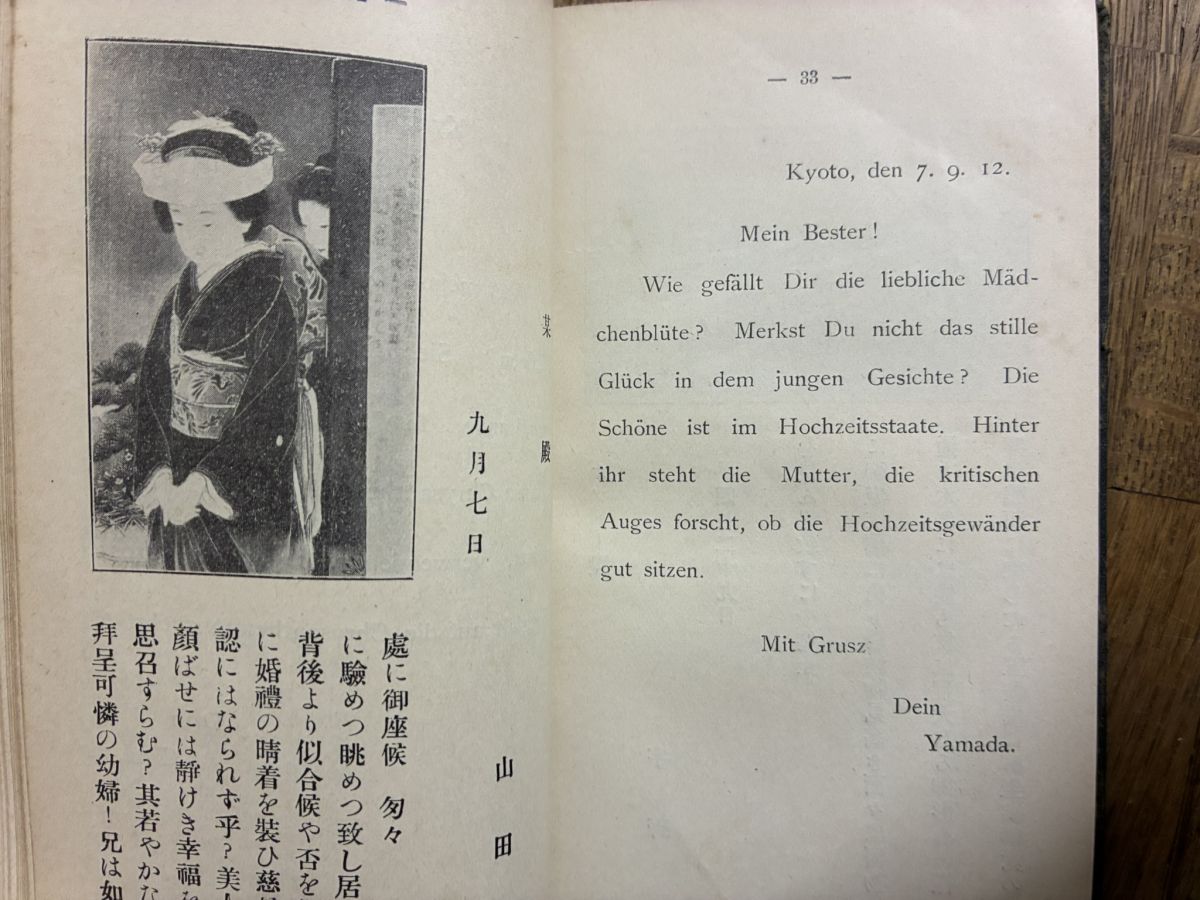 — 33 —
Kyoto, den 7. 9. 12.
Mein Bester!
Wie gefällt Dir die liebliche Mäd-
chenblüte? Merkst Du nicht das stille
Glück in dem jungen Gesichte? Die
Schöne ist im Hochzeitsstaate. Hinter
ihr steht die Mutter, die kritischen
Auges forscht, ob die Hochzeitsgewänder
gut sitzen.
Mit Grusz
Dein
Yamada.
拜呈可憐の幼婦!兄は如
思召すらむ?其若やかな
顏ばせには靜けき幸福
認にはなられず乎?美
に婚禮の晴着を裝ひ慈
背後より似合候や否を
に驗めつ眺めつ致し居
處に御座候 匆々
九月七日
山田
某殿